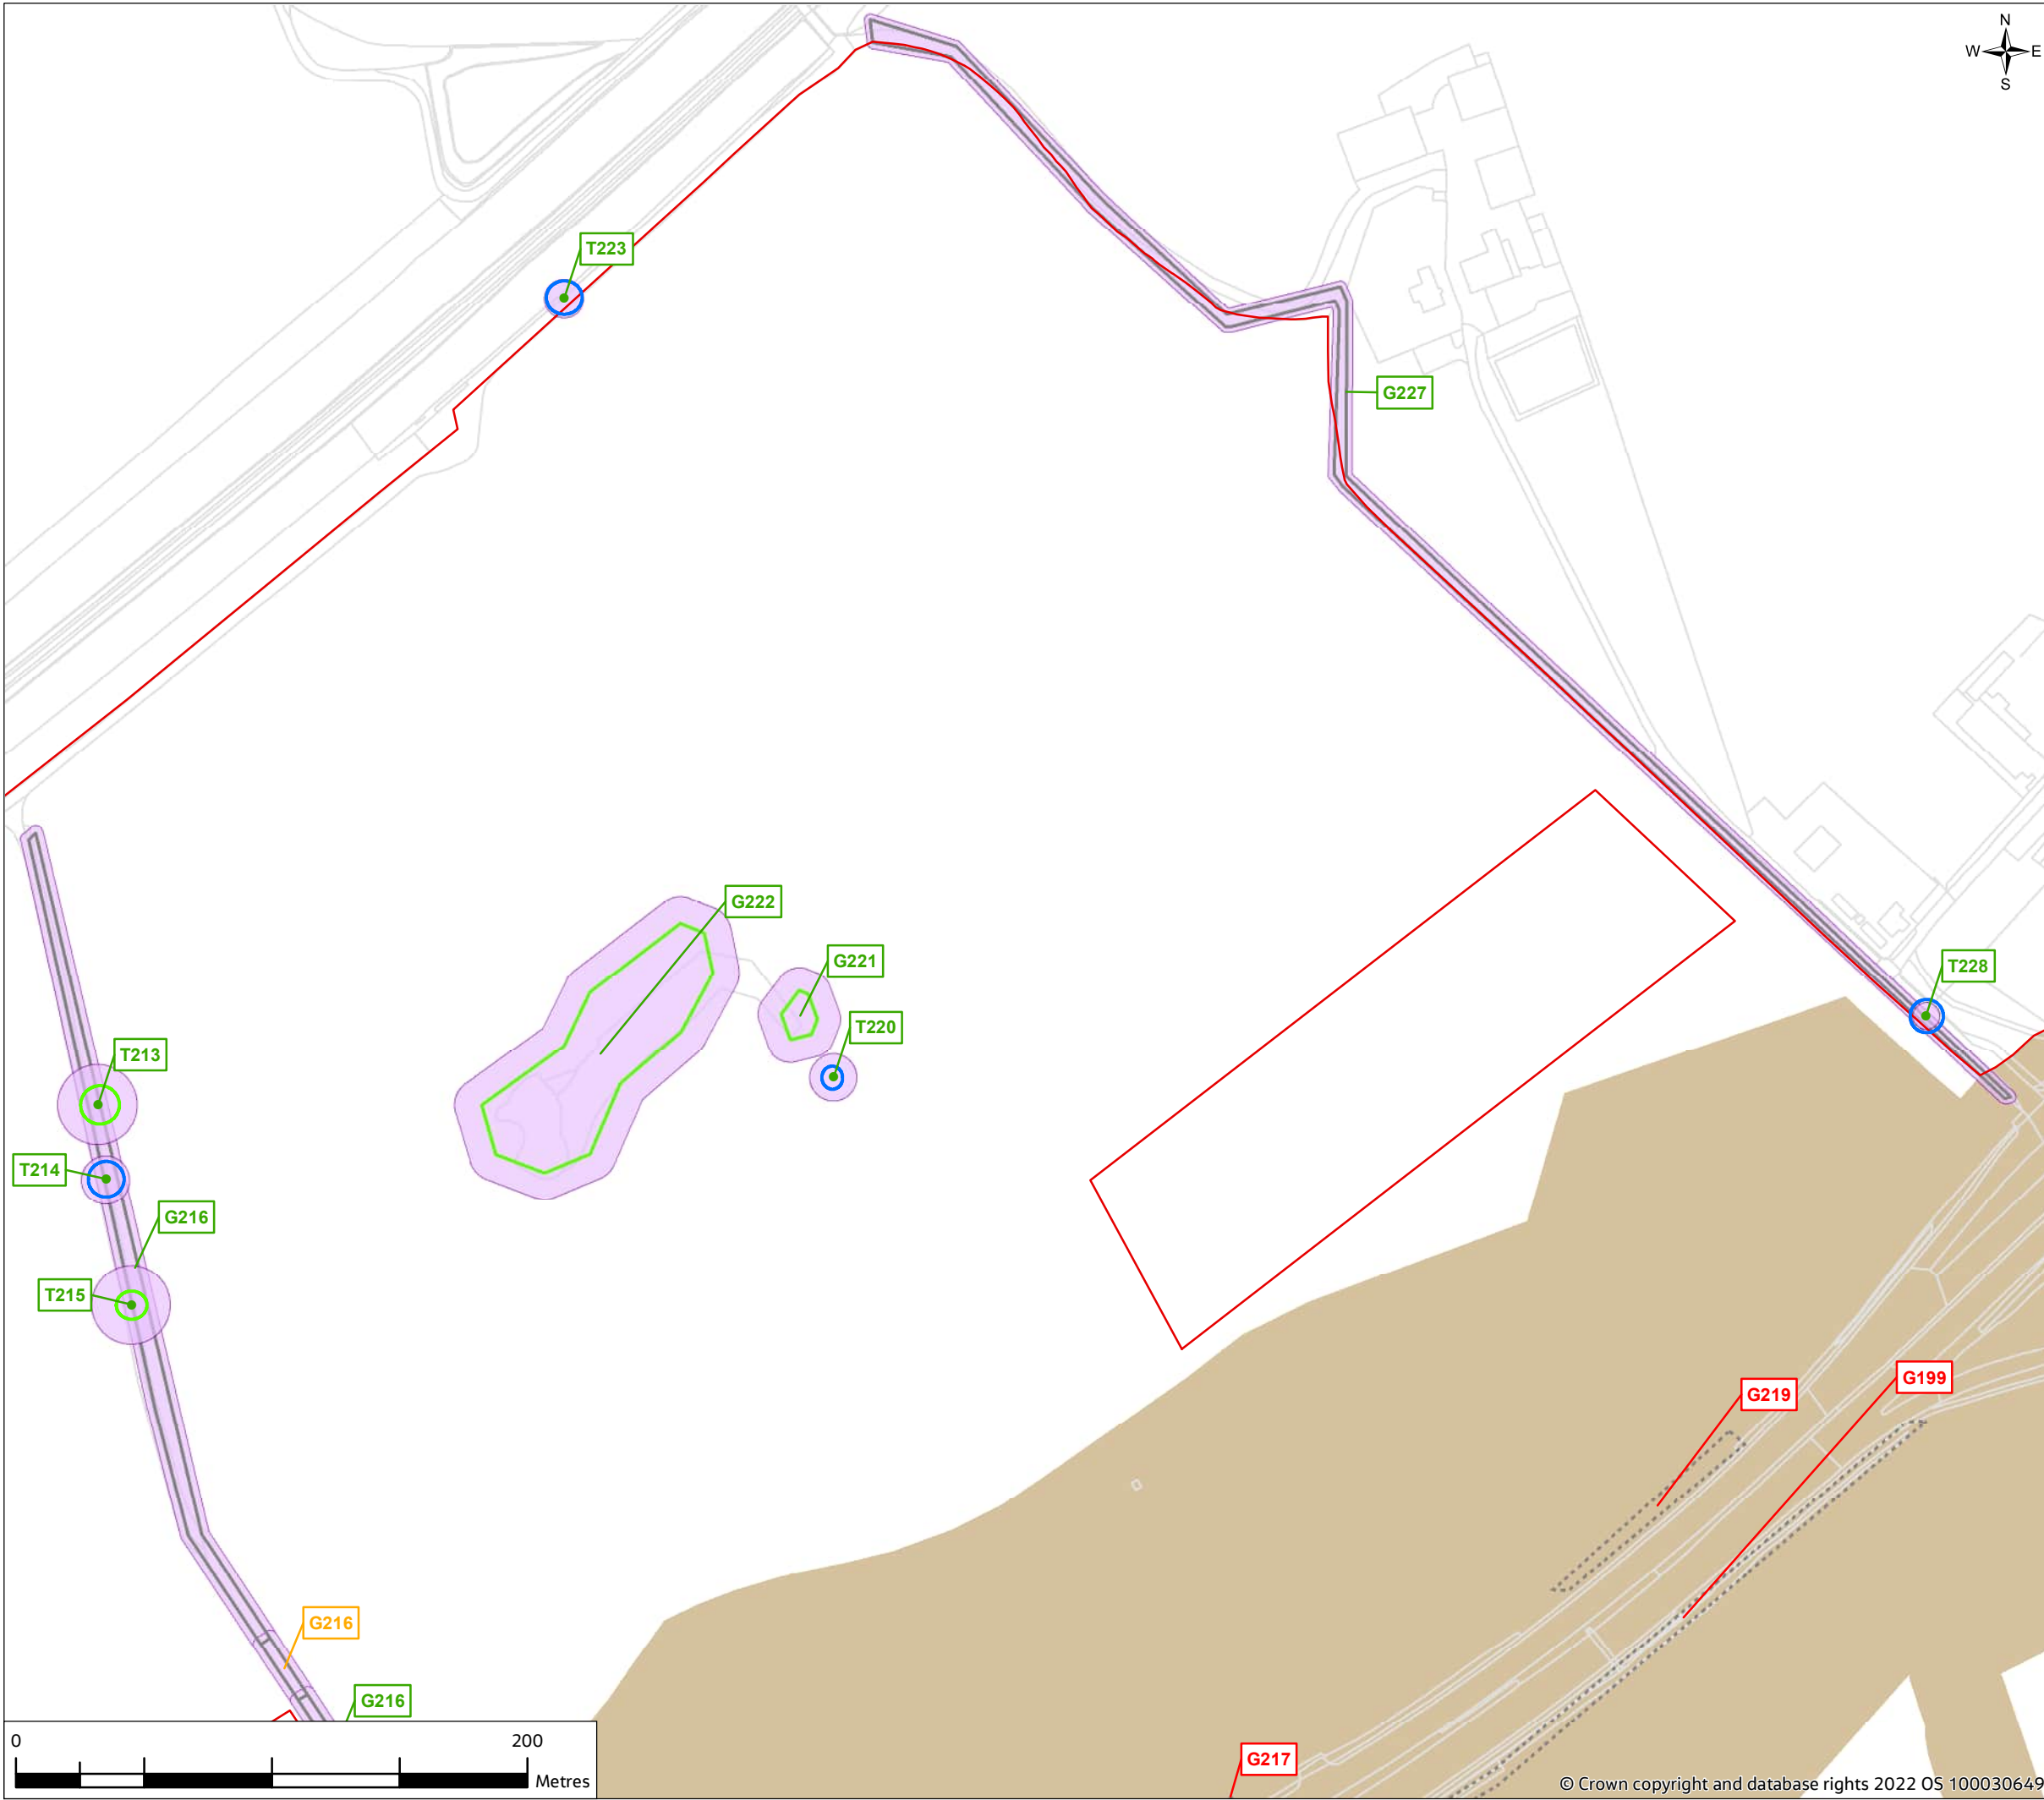 N
W E
S
T223
G227
G222
G221
T228
T220
T213
T214
G216
T215
G199
G219
G216
G216
0 200
Metres
G217
© Crown copyright and database rights 2022 OS 100030649